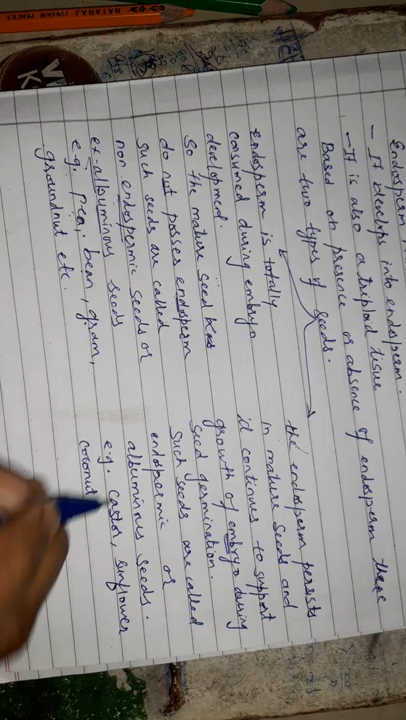 Endosperm
- It develops into endosperm.
- It is also a triploid tissue
Based on presence or absence of endosperm there
are two types of seeds.
endosperm is totally
consumed during embryo
development.
So the mature seed
do not posses endosperm
such seeds are called
non endospermic seeds or
ex-albuminous seeds
e.g. pea, bean, gram,
groundnut etc.
the endosperm persists
in mature seeds and
it continues to support
growth of embryo during
seed germination.
Such seeds are called
endospermic or
albuminous seeds.
e.g. castor, sunflower
coconut
NATARAJ COLOUR PENCILS